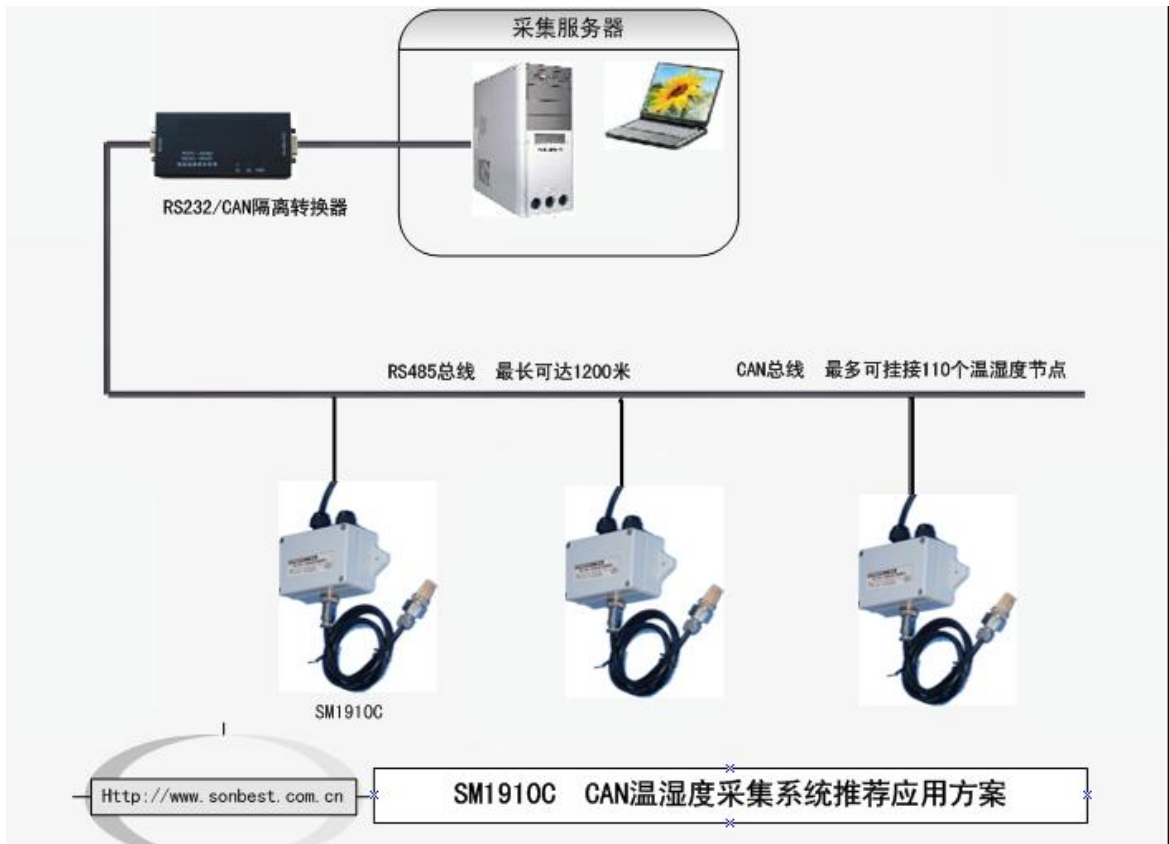 采集服务器
RS232/CAN隔离转换器
RS485总线 最长可达1200米
CAN总线 最多可挂接110个温湿度节点
SM1910C
Http://www.sonbest.com.cn
SM1910C CAN温湿度采集系统推荐应用方案